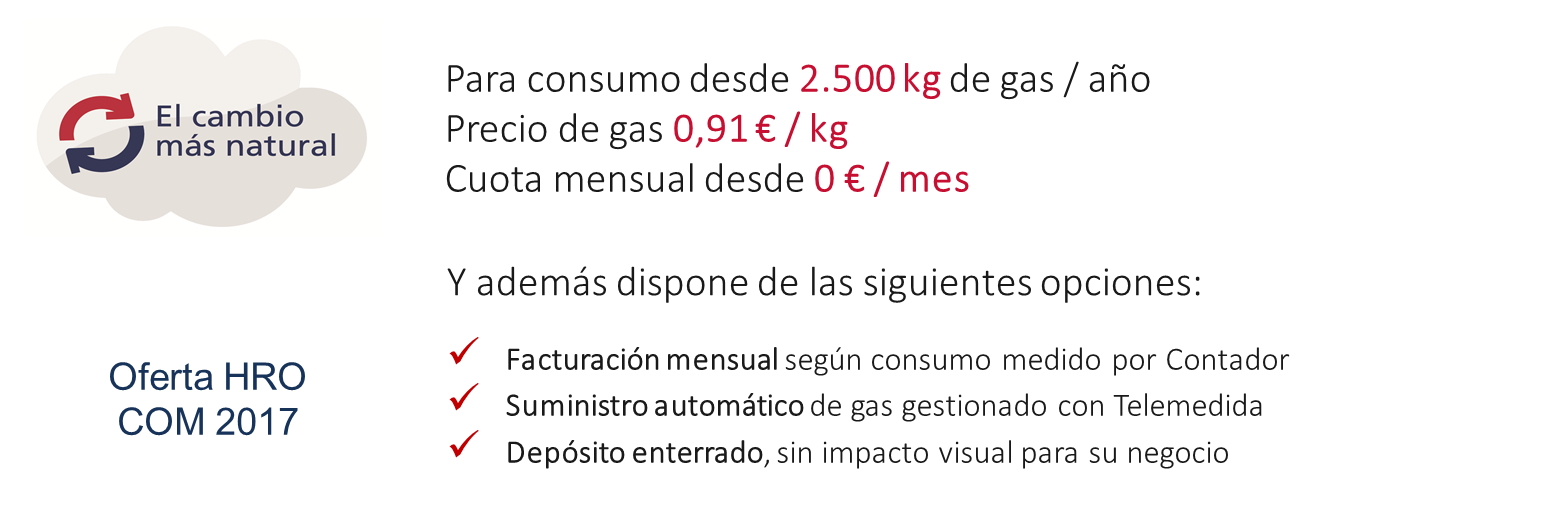 El cambio
más natural
Para consumo desde 2.500 kg de gas / año
Precio de gas 0,91 € / kg
Cuota mensual desde 0 € / mes
Y además dispone de las siguientes opciones:
Oferta HRO
COM 2017
Facturación mensual según consumo medido por Contador
Suministro automático de gas gestionado con Telemedida
Depósito enterrado, sin impacto visual para su negocio